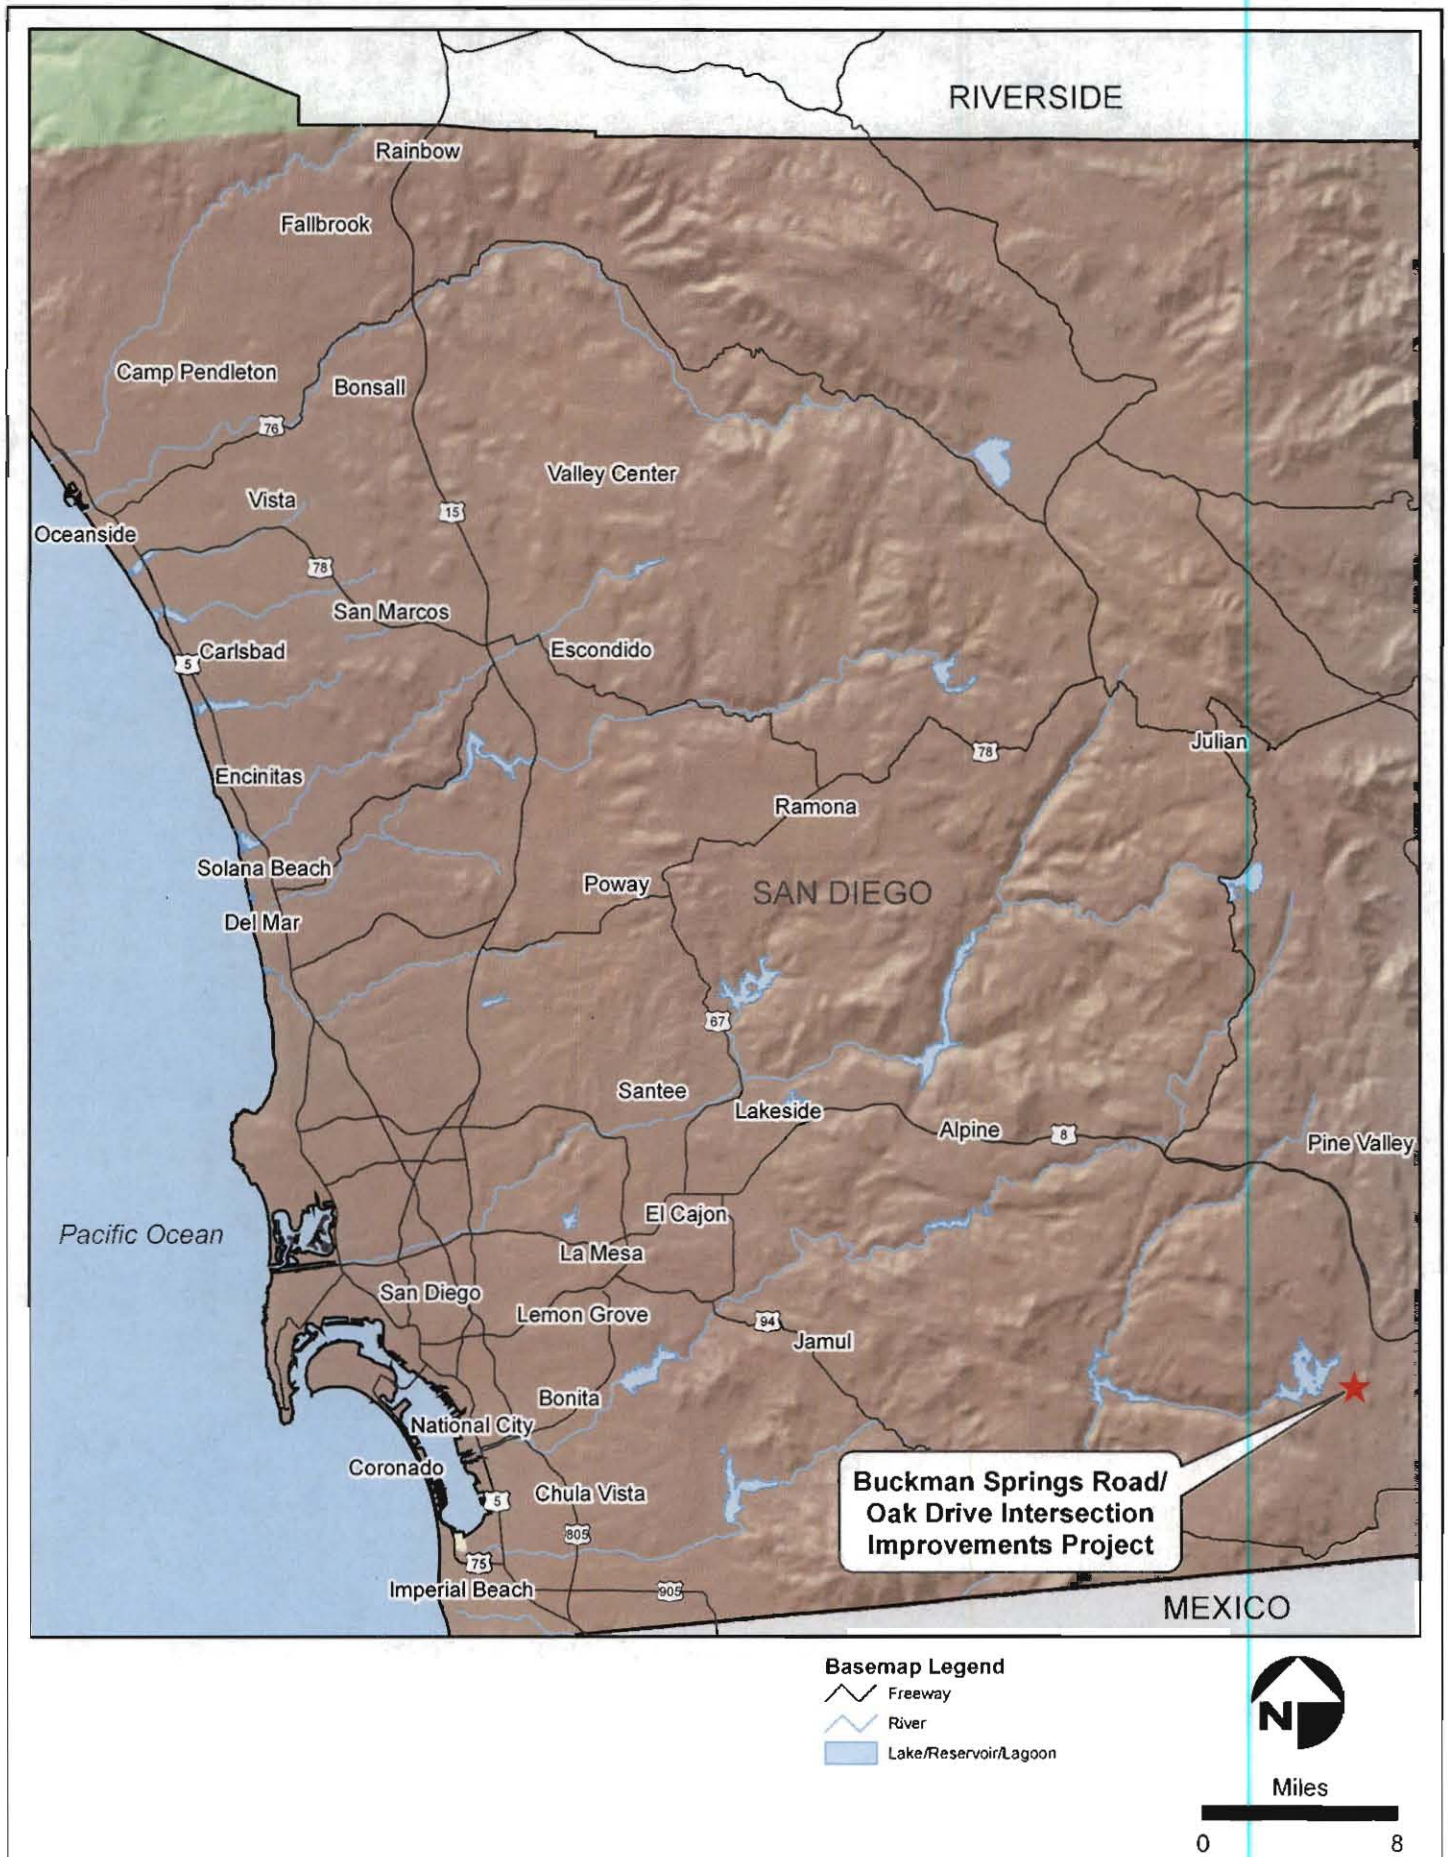 RIVERSIDE
Rainbow
Fallbrook
Camp Pendleton
Bonsall
76
Valley Center
Vista
15
Oceanside
78
San Marcos
Carlsbad
Escondido
5
Julian
78
Encinitas
Ramona
Solana Beach
Poway
SAN DIEGO
Del Mar
67
Santee
Lakeside
Alpine
8
Pine Valley
El Cajon
Pacific Ocean
La Mesa
San Diego
Lemon Grove
94
Jamul
Bonita
National City
Coronado
Buckman Springs Road/
Oak Drive Intersection
Improvements Project
5
Chula Vista
805
75
Imperial Beach
905
MEXICO
Basemap Legend
Freeway
River
Lake/Reservoir/Lagoon
N
Miles
0 8